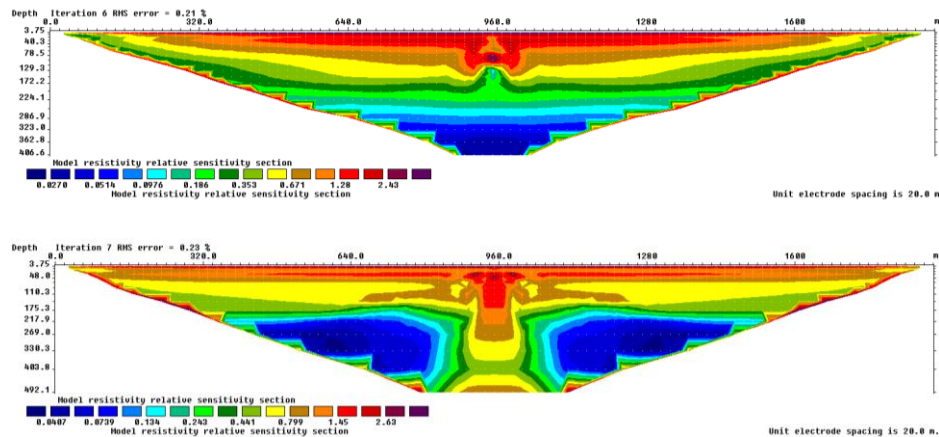 Depth Iteration 6 RMS error = 0.21 %
0.0 320.0 640.0 960.0 1280 1600 m
3.75
40.3
78.5
129.3
172.2
224.1
286.9
323.0
362.8
406.6
Model resistivity relative sensitivity section
0.0270 0.0514 0.0976 0.186 0.353 0.671 1.28 2.43
Model resistivity relative sensitivity section
Unit electrode spacing is 20.0 m
Depth Iteration 7 RMS error = 0.23 %
0.0 320.0 640.0 960.0 1280 1600 m
3.75
40.0
110.3
175.3
217.9
269.0
330.3
403.8
492.1
Model resistivity relative sensitivity section
0.0407 0.0739 0.134 0.243 0.441 0.799 1.45 2.63
Model resistivity relative sensitivity section
Unit electrode spacing is 20.0 m.